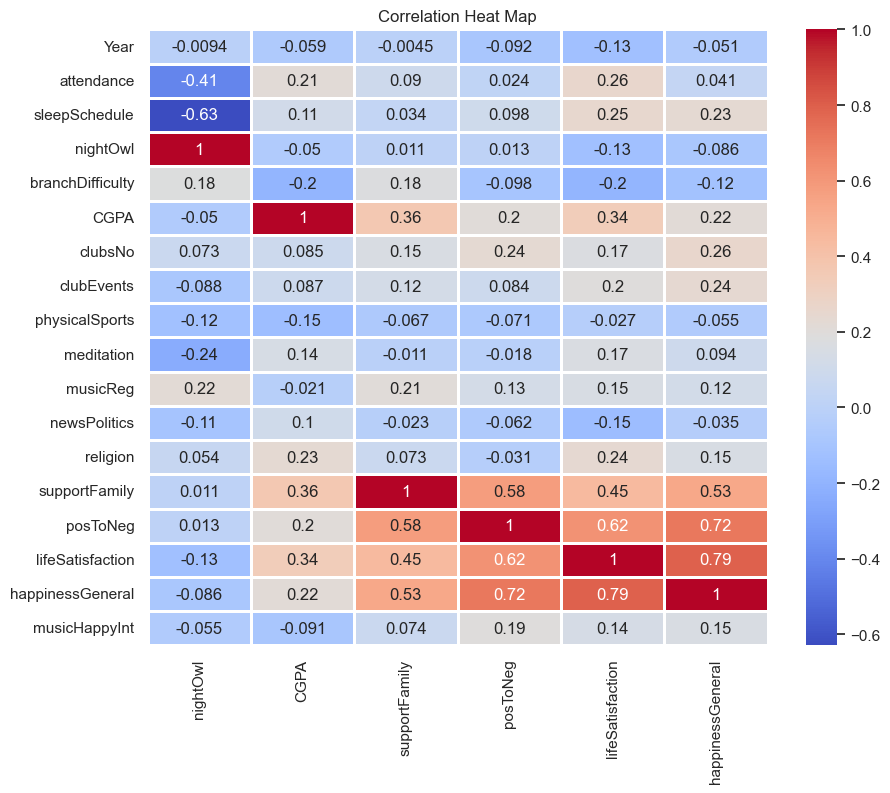 Correlation Heat Map
Year -0.0094 -0.059 -0.0045 -0.092 -0.13 -0.051
attendance -0.41 0.21 0.09 0.024 0.26 0.041
sleepSchedule -0.63 0.11 0.034 0.098 0.25 0.23
nightOwl 1 -0.05 0.011 0.013 -0.13 -0.086
branchDifficulty 0.18 -0.2 0.18 -0.098 -0.2 -0.12
CGPA -0.05 1 0.36 0.2 0.34 0.22
clubsNo 0.073 0.085 0.15 0.24 0.17 0.26
clubEvents -0.088 0.087 0.12 0.084 0.2 0.24
physicalSports -0.12 -0.15 -0.067 -0.071 -0.027 -0.055
meditation -0.24 0.14 -0.011 -0.018 0.17 0.094
musicReg 0.22 -0.021 0.21 0.13 0.15 0.12
newsPolitics -0.11 0.1 -0.023 -0.062 -0.15 -0.035
religion 0.054 0.23 0.073 -0.031 0.24 0.15
supportFamily 0.011 0.36 1 0.58 0.45 0.53
posToNeg 0.013 0.2 0.58 1 0.62 0.72
lifeSatisfaction -0.13 0.34 0.45 0.62 1 0.79
happinessGeneral -0.086 0.22 0.53 0.72 0.79 1
musicHappyInt -0.055 -0.091 0.074 0.19 0.14 0.15
nightOwl
CGPA
supportFamily
posToNeg
lifeSatisfaction
happinessGeneral
1.0
0.8
0.6
0.4
0.2
0.0
−0.2
−0.4
−0.6